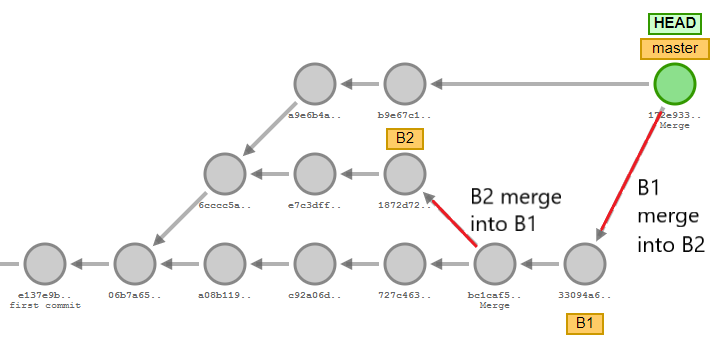 HEAD
master
a9e6b4a..
b9e67c1..
172e933..
Merge
B2
6cccc5a..
e7c3dff..
1872d72..
B2 merge
into B1
B1
merge
into B2
e137e9b..
first commit
06b7a65..
a08b119..
c92a06d..
727c463..
bc1caf5..
Merge
33094a6..
B1